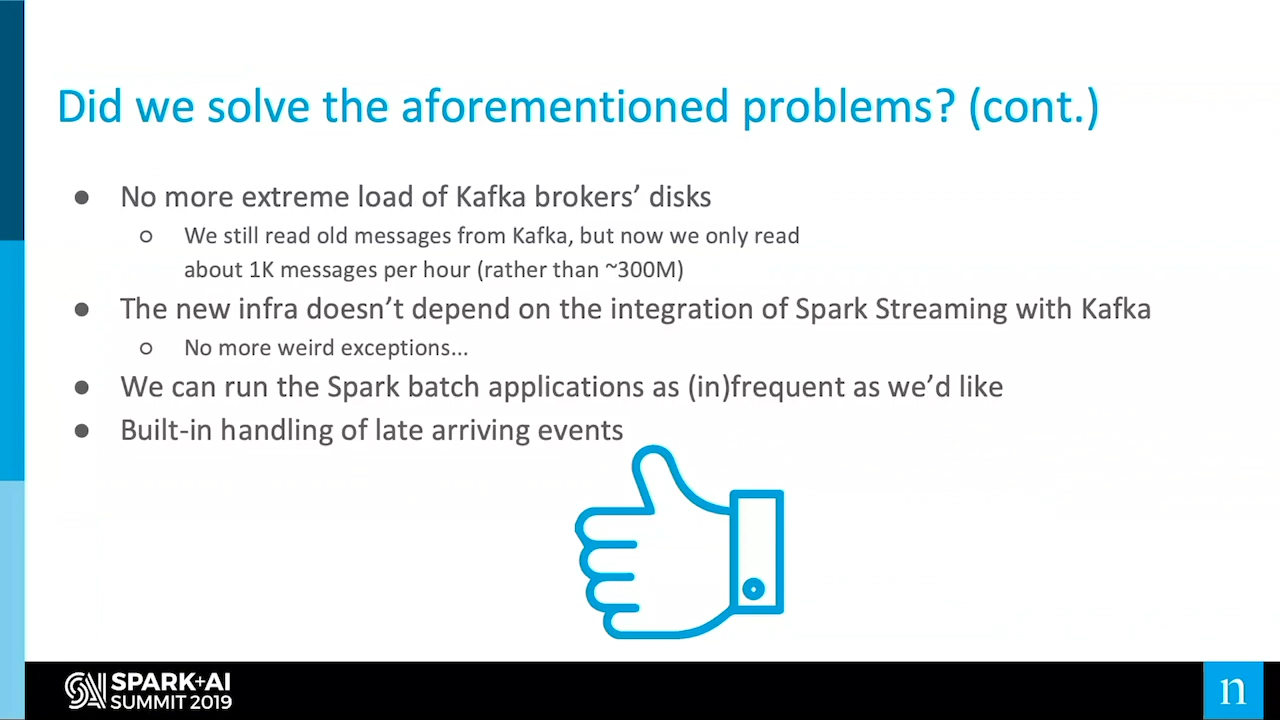 Did we solve the aforementioned problems? (cont.)
● No more extreme load of Kafka brokers’ disks
○ We still read old messages from Kafka, but now we only read
about 1K messages per hour (rather than ~300M)
● The new infra doesn’t depend on the integration of Spark Streaming with Kafka
○ No more weird exceptions...
● We can run the Spark batch applications as (in)frequent as we’d like
● Built-in handling of late arriving events
SPARK+AI
SUMMIT 2019
n